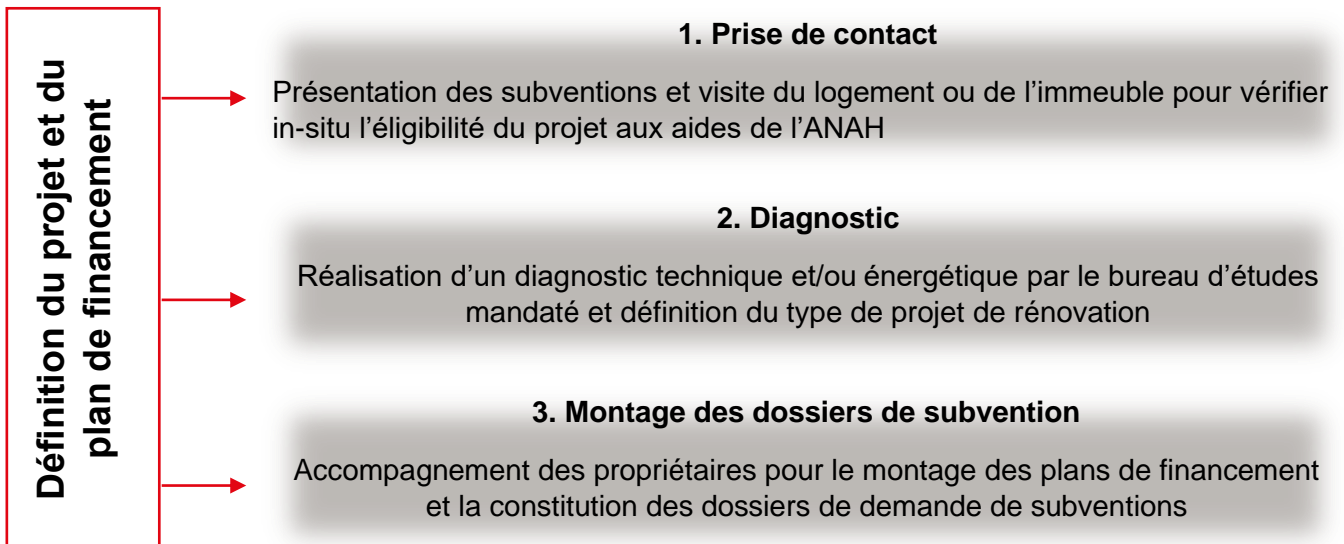 Définition du projet et du
plan de financement
1. Prise de contact
Présentation des subventions et visite du logement ou de l’immeuble pour vérifier
in-situ l’éligibilité du projet aux aides de l’ANAH
2. Diagnostic
Réalisation d’un diagnostic technique et/ou énergétique par le bureau d’études
mandaté et définition du type de projet de rénovation
3. Montage des dossiers de subvention
Accompagnement des propriétaires pour le montage des plans de financement
et la constitution des dossiers de demande de subventions